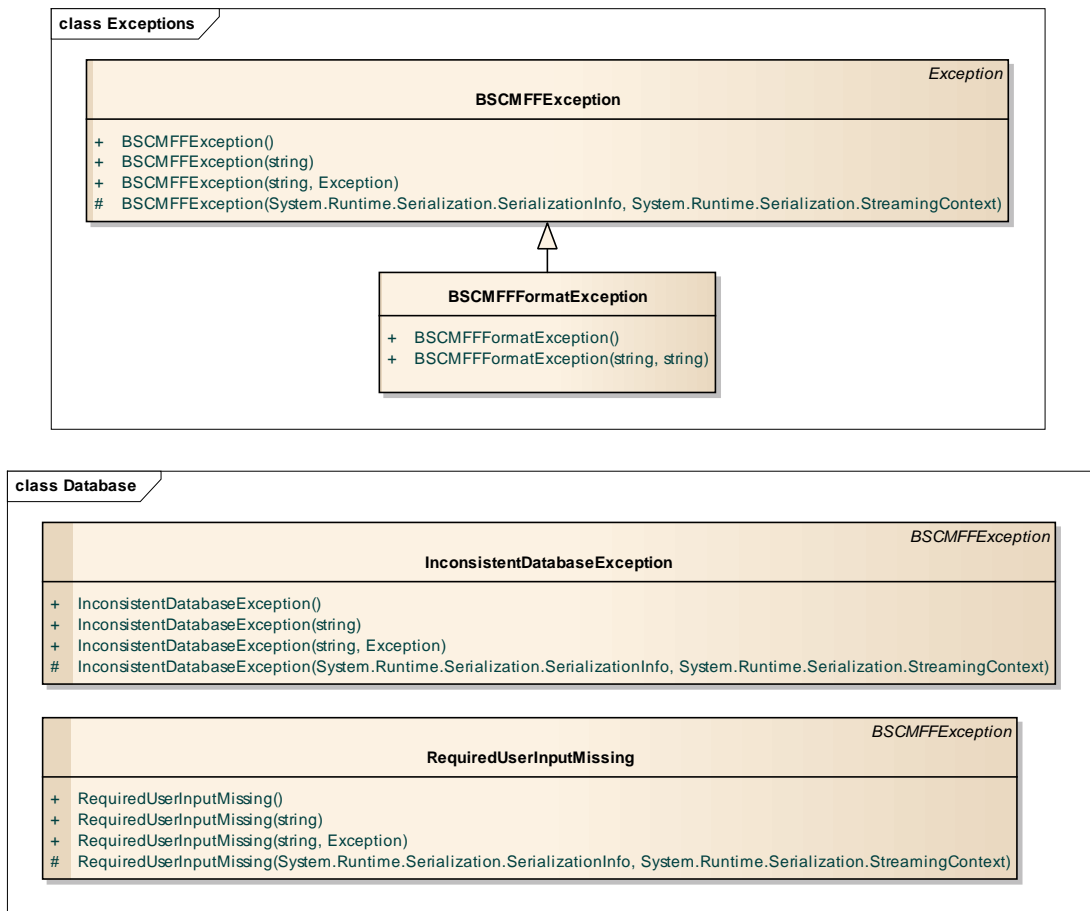 class Exceptions
Exception
BSCMFFException
+ BSCMFFException()
+ BSCMFFException(string)
+ BSCMFFException(string, Exception)
# BSCMFFException(System.Runtime.Serialization.SerializationInfo, System.Runtime.Serialization.StreamingContext)
BSCMFFFormatException
+ BSCMFFFormatException()
+ BSCMFFFormatException(string, string)
class Database
BSCMFFException
InconsistentDatabaseException
+ InconsistentDatabaseException()
+ InconsistentDatabaseException(string)
+ InconsistentDatabaseException(string, Exception)
# InconsistentDatabaseException(System.Runtime.Serialization.SerializationInfo, System.Runtime.Serialization.StreamingContext)
BSCMFFException
RequiredUserInputMissing
+ RequiredUserInputMissing()
+ RequiredUserInputMissing(string)
+ RequiredUserInputMissing(string, Exception)
# RequiredUserInputMissing(System.Runtime.Serialization.SerializationInfo, System.Runtime.Serialization.StreamingContext)